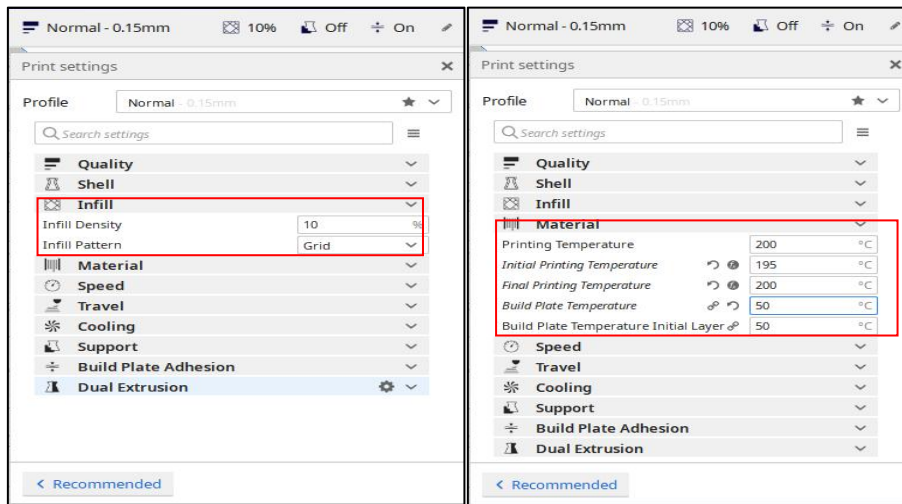 Normal - 0.15mm 10% Off On
Print settings
Profile Normal - 0.15mm
Search settings
Quality
Shell
Infill
Infill Density 10 %
Infill Pattern Grid
Material
Speed
Travel
Cooling
Support
Build Plate Adhesion
Dual Extrusion
< Recommended
Normal - 0.15mm 10% Off On
Print settings
Profile Normal - 0.15mm
Search settings
Quality
Shell
Infill
Material
Printing Temperature 200 °C
Initial Printing Temperature 195 °C
Final Printing Temperature 200 °C
Build Plate Temperature 50 °C
Build Plate Temperature Initial Layer 50 °C
Speed
Travel
Cooling
Support
Build Plate Adhesion
Dual Extrusion
< Recommended